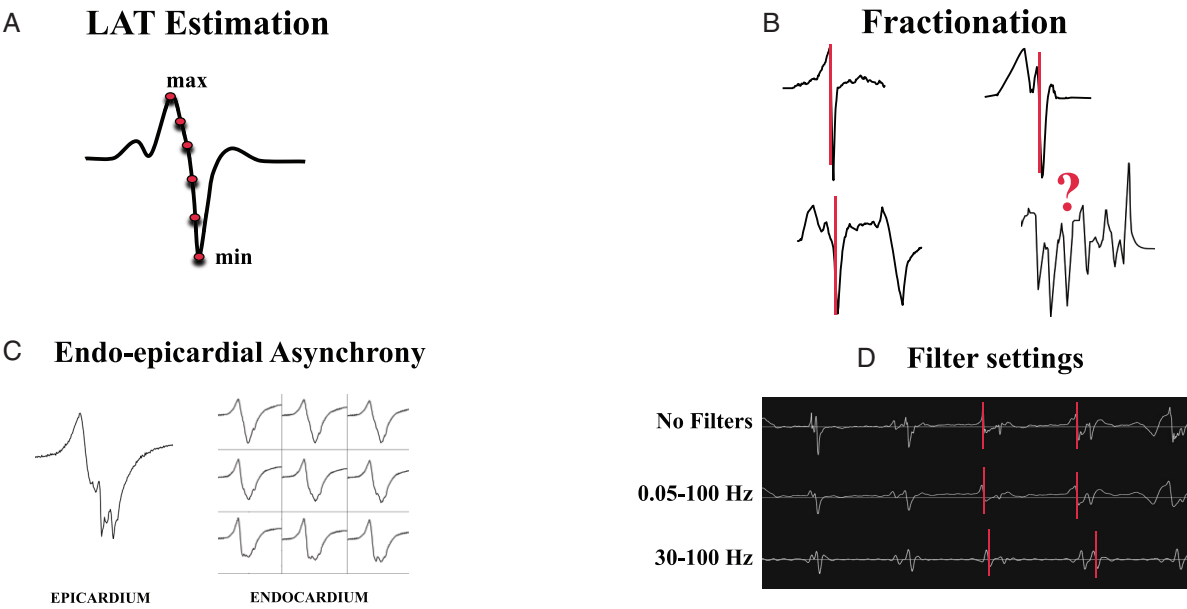 A
LAT Estimation
max
min
B
Fractionation
?
C
Endo-epicardial Asynchrony
EPICARDIUM
ENDOCARDIUM
D
Filter settings
No Filters
0.05-100 Hz
30-100 Hz